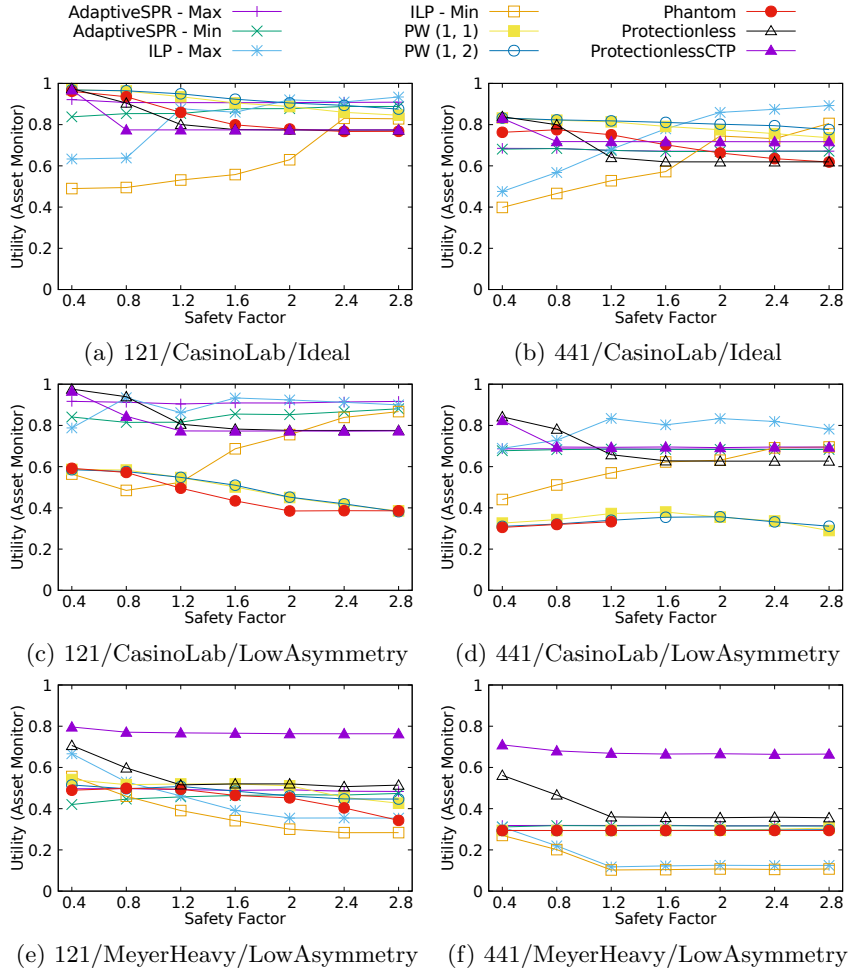 AdaptiveSPR - Max
AdaptiveSPR - Min
ILP - Max
ILP - Min
PW (1, 1)
PW (1, 2)
Phantom
Protectionless
ProtectionlessCTP
Utility (Asset Monitor)
1
0.8
0.6
0.4
0.2
0
0.4 0.8 1.2 1.6 2 2.4 2.8
Safety Factor
(a) 121/CasinoLab/Ideal
Utility (Asset Monitor)
1
0.8
0.6
0.4
0.2
0
0.4 0.8 1.2 1.6 2 2.4 2.8
Safety Factor
(b) 441/CasinoLab/Ideal
Utility (Asset Monitor)
1
0.8
0.6
0.4
0.2
0
0.4 0.8 1.2 1.6 2 2.4 2.8
Safety Factor
(c) 121/CasinoLab/LowAsymmetry
Utility (Asset Monitor)
1
0.8
0.6
0.4
0.2
0
0.4 0.8 1.2 1.6 2 2.4 2.8
Safety Factor
(d) 441/CasinoLab/LowAsymmetry
Utility (Asset Monitor)
1
0.8
0.6
0.4
0.2
0
0.4 0.8 1.2 1.6 2 2.4 2.8
Safety Factor
(e) 121/MeyerHeavy/LowAsymmetry
Utility (Asset Monitor)
1
0.8
0.6
0.4
0.2
0
0.4 0.8 1.2 1.6 2 2.4 2.8
Safety Factor
(f) 441/MeyerHeavy/LowAsymmetry